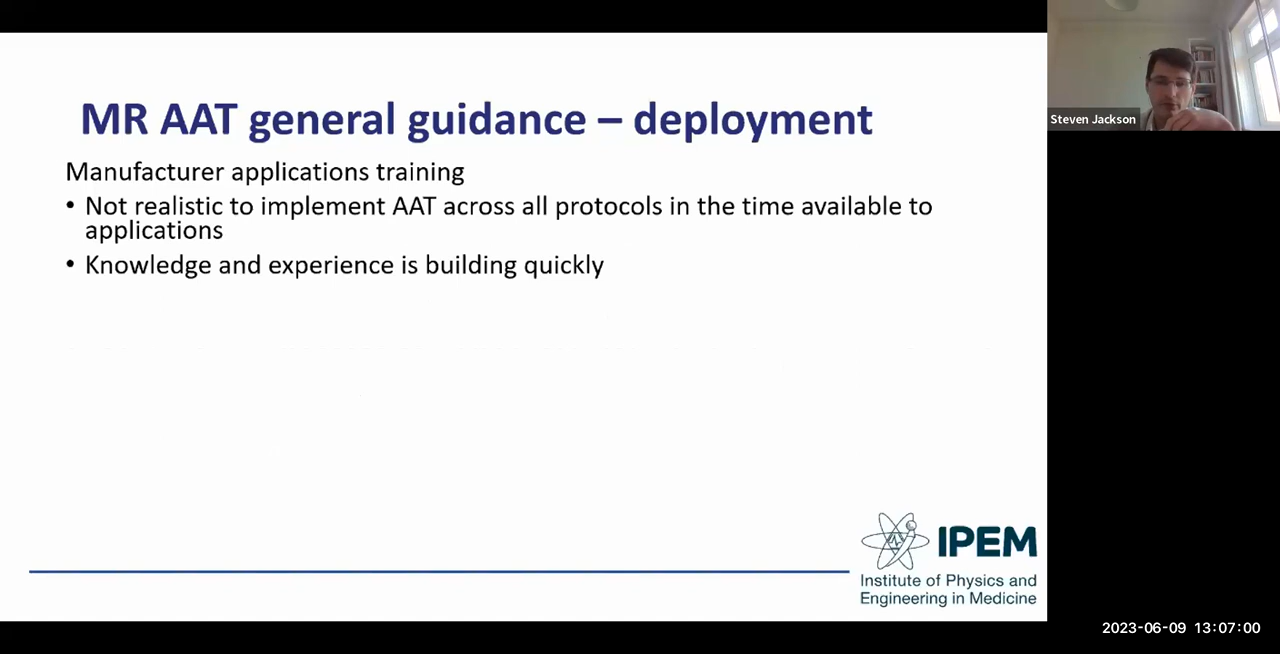 MR AAT general guidance – deployment
Manufacturer applications training
• Not realistic to implement AAT across all protocols in the time available to
applications
• Knowledge and experience is building quickly
IPEM
Institute of Physics and
Engineering in Medicine
Steven Jackson
2023-06-09 13:07:00